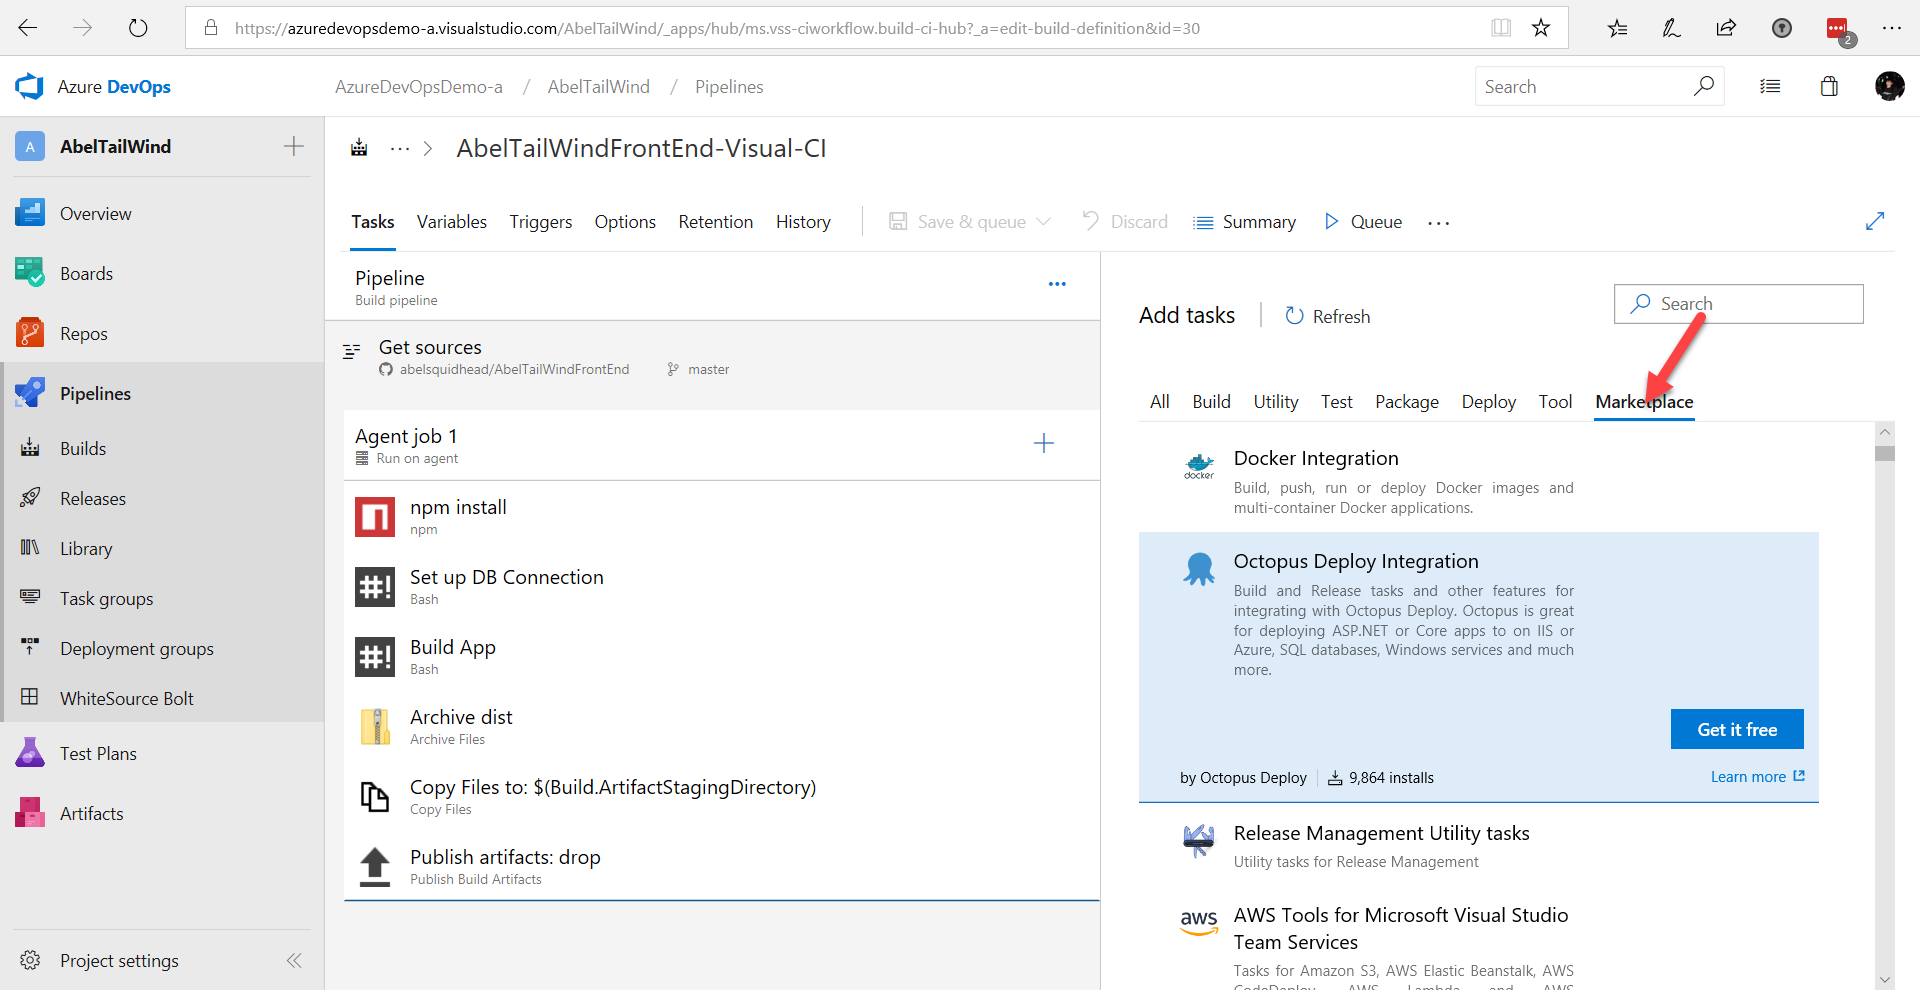 https://azuredevopsdemo-a.visualstudio.com/AbelTailWind/_apps/hub/ms.vss-ciworkflow.build-ci-hub?_a=edit-build-definition&id=30
2
Azure DevOps
AzureDevOpsDemo-a / AbelTailWind / Pipelines
Search
A AbelTailWind
Overview
Boards
Repos
Pipelines
Builds
Releases
Library
Task groups
Deployment groups
WhiteSource Bolt
Test Plans
Artifacts
Project settings
... > AbelTailWindFrontEnd-Visual-CI
Tasks Variables Triggers Options Retention History Save & queue Discard Summary Queue ...
Pipeline
Build pipeline
Get sources
abelsquidhead/AbelTailWindFrontEnd master
Agent job 1
Run on agent
npm install
npm
#! Set up DB Connection
Bash
#! Build App
Bash
Archive dist
Archive Files
Copy Files to: $(Build.ArtifactStagingDirectory)
Copy Files
Publish artifacts: drop
Publish Build Artifacts
Add tasks Refresh
Search
All Build Utility Test Package Deploy Tool Marketplace
docker
Docker Integration
Build, push, run or deploy Docker images and
multi-container Docker applications.
Octopus Deploy Integration
Build and Release tasks and other features for
integrating with Octopus Deploy. Octopus is great
for deploying ASP.NET or Core apps to on IIS or
Azure, SQL databases, Windows services and much
more.
Get it free
by Octopus Deploy 9,864 installs Learn more
Release Management Utility tasks
Utility tasks for Release Management
aws
AWS Tools for Microsoft Visual Studio
Team Services
Tasks for Amazon S3, AWS Elastic Beanstalk, AWS
CodeDeploy, AWS Lambda and AWS